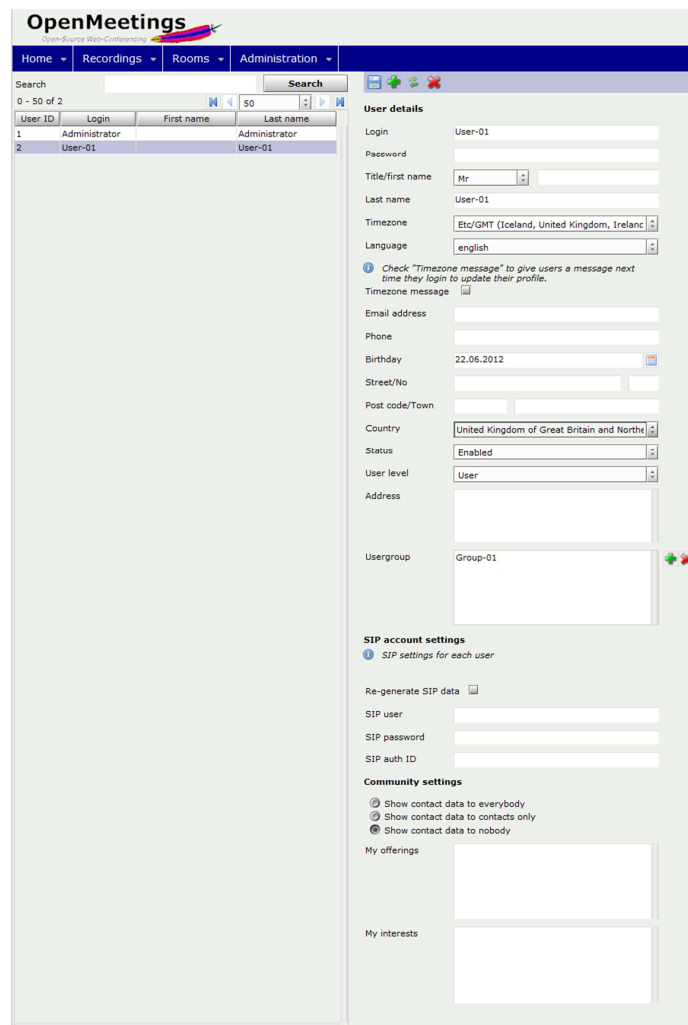 OpenMeetings
Open-Source Web-Conferencing
Home Recordings Rooms Administration
Search Search
0 - 50 of 2 50
User ID Login First name Last name
1 Administrator Administrator
2 User-01 User-01
User details
Login User-01
Password
Title/first name Mr
Last name User-01
Timezone Etc/GMT (Iceland, United Kingdom, Irelanc
Language english
Check "Timezone message" to give users a message next
time they login to update their profile.
Timezone message
Email address
Phone
Birthday 22.06.2012
Street/No
Post code/Town
Country United Kingdom of Great Britain and Northe
Status Enabled
User level User
Address
Usergroup Group-01
SIP account settings
SIP settings for each user
Re-generate SIP data
SIP user
SIP password
SIP auth ID
Community settings
Show contact data to everybody
Show contact data to contacts only
Show contact data to nobody
My offerings
My interests